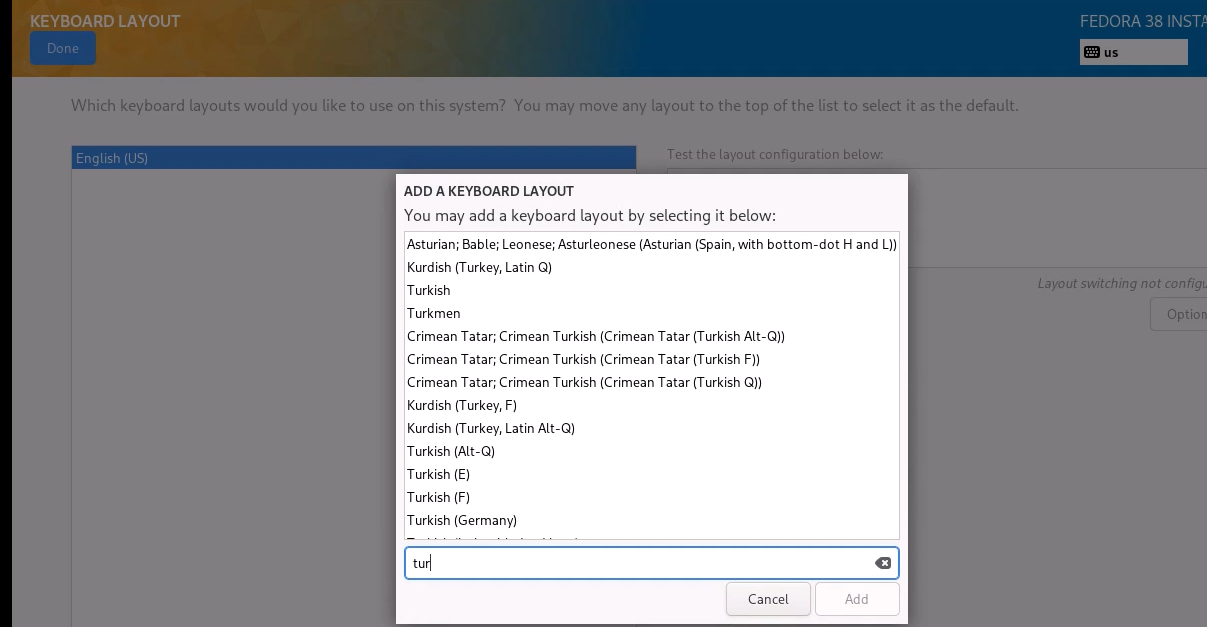 KEYBOARD LAYOUT
FEDORA 38 INSTA
Done
us
Which keyboard layouts would you like to use on this system? You may move any layout to the top of the list to select it as the default.
English (US)
Test the layout configuration below:
ADD A KEYBOARD LAYOUT
You may add a keyboard layout by selecting it below:
Asturian; Bable; Leonese; Asturleonese (Asturian (Spain, with bottom-dot H and L))
Kurdish (Turkey, Latin Q)
Turkish
Layout switching not configu
Turkmen
Option
Crimean Tatar; Crimean Turkish (Crimean Tatar (Turkish Alt-Q))
Crimean Tatar; Crimean Turkish (Crimean Tatar (Turkish F))
Crimean Tatar; Crimean Turkish (Crimean Tatar (Turkish Q))
Kurdish (Turkey, F)
Kurdish (Turkey, Latin Alt-Q)
Turkish (Alt-Q)
Turkish (E)
Turkish (F)
Turkish (Germany)
tur
Cancel
Add